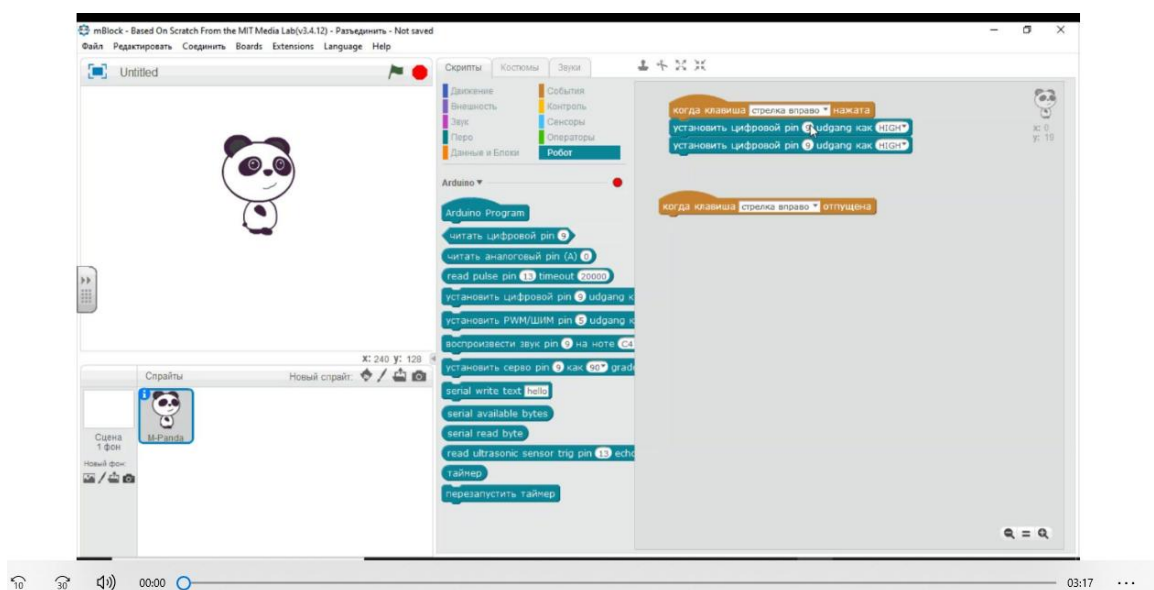 mBlock - Based On Scratch From the MIT Media Lab(v3.4.12) - Разъединить - Not saved
Файл Редактировать Соединить Boards Extensions Language Help
Untitled
x: 240 y: 128
Спрайты Новый спрайт:
M-Panda
Сцена
1 фон
Новый фон:
Скрипты Костюмы Звуки
Движение События
Внешность Контроль
Звук Сенсоры
Перо Операторы
Данные и Блоки Робот
Arduino
Arduino Program
читать цифровой pin 9
читать аналоговый pin (A) 0
read pulse pin 13 timeout 20000
установить цифровой pin 9 udgang к
установить PWM/ШИМ pin 5 udgang к
воспроизвести звук pin 9 на ноте C4
установить серво pin 9 как 90 grad
serial write text hello
serial available bytes
serial read byte
read ultrasonic sensor trig pin 13 echo
таймер
перезапустить таймер
когда клавиша стрелка вправо нажата
установить цифровой pin 9 udgang как HIGH
установить цифровой pin 9 udgang как HIGH
когда клавиша стрелка вправо отпущена
x: 0
y: 19
10 30 00:00 03:17